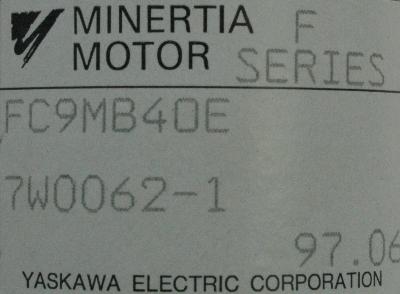 MINERTIA F
MOTOR SERIES
FC9MB40E
7W0062-1
97.06
YASKAWA ELECTRIC CORPORATION